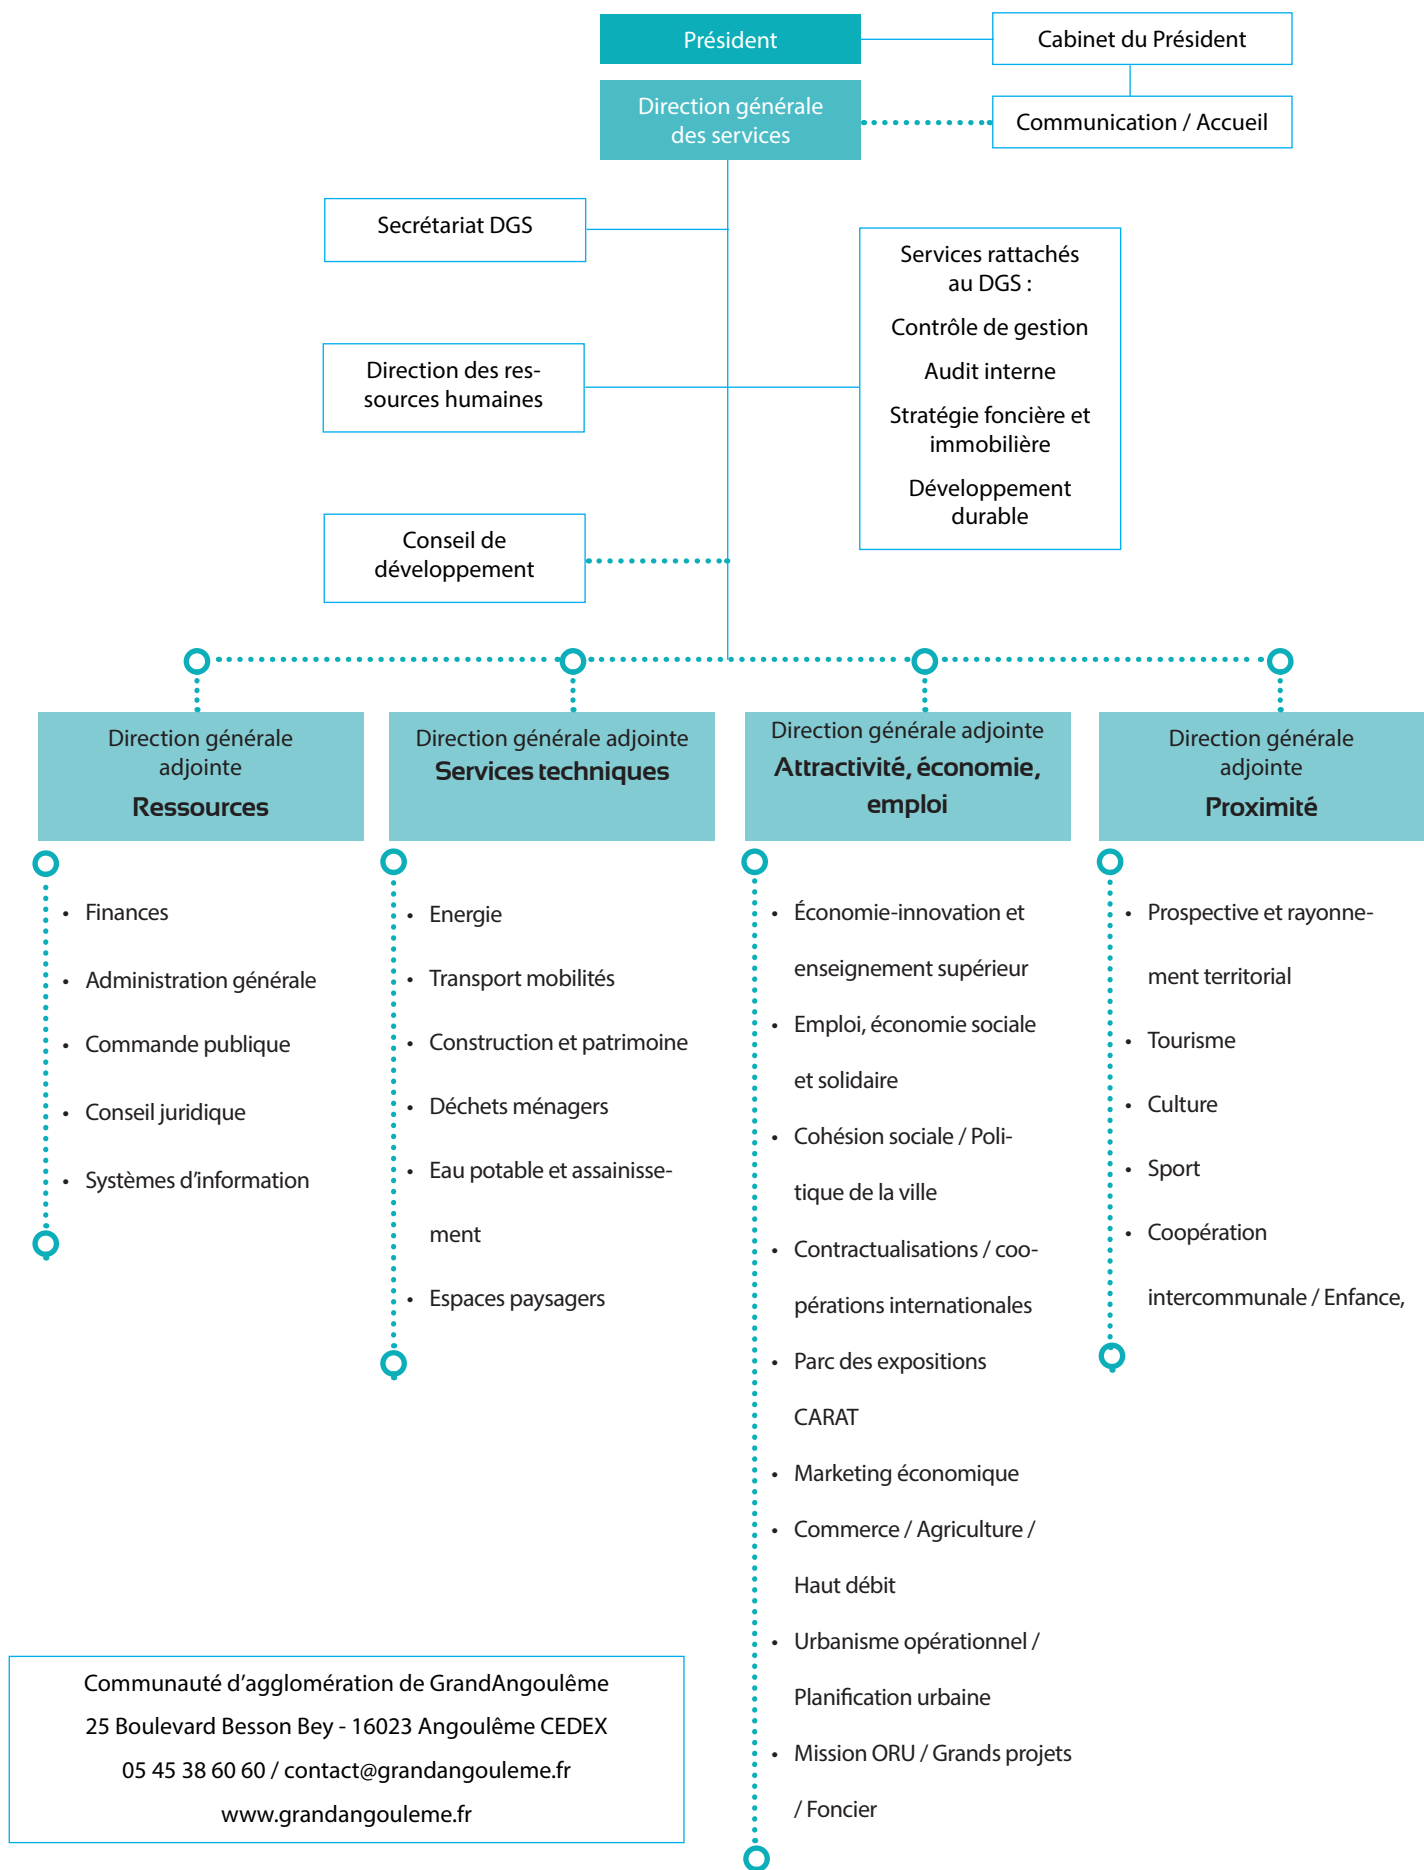 Président
Cabinet du Président
Direction générale
des services
Communication / Accueil
Secrétariat DGS
Services rattachés
au DGS :
Contrôle de gestion
Audit interne
Stratégie foncière et
immobilière
Développement
durable
Direction des res-
sources humaines
Conseil de
développement
Direction générale
adjointe
Ressources
Finances
Administration générale
Commande publique
Conseil juridique
Systèmes d’information
Direction générale adjointe
Services techniques
Energie
Transport mobilités
Construction et patrimoine
Déchets ménagers
Eau potable et assainisse-
ment
Espaces paysagers
Direction générale adjointe
Attractivité, économie,
emploi
Économie-innovation et
enseignement supérieur
Emploi, économie sociale
et solidaire
Cohésion sociale / Poli-
tique de la ville
Contractualisations / coo-
pérations internationales
Parc des expositions
CARAT
Marketing économique
Commerce / Agriculture /
Haut débit
Urbanisme opérationnel /
Planification urbaine
Mission ORU / Grands projets
/ Foncier
Direction générale
adjointe
Proximité
Prospective et rayonne-
ment territorial
Tourisme
Culture
Sport
Coopération
intercommunale / Enfance,
Communauté d’agglomération de GrandAngoulême
25 Boulevard Besson Bey - 16023 Angoulême CEDEX
05 45 38 60 60 / contact@grandangouleme.fr
www.grandangouleme.fr